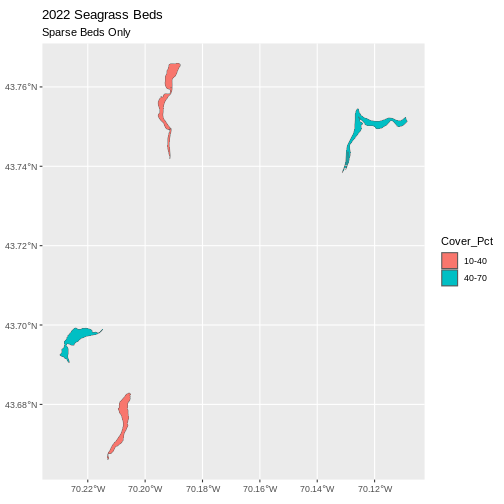 2022 Seagrass Beds
Sparse Beds Only
43.76°N
43.74°N
43.72°N
43.70°N
43.68°N
70.22°W 70.20°W 70.18°W 70.16°W 70.14°W 70.12°W
Cover_Pct
10-40
40-70